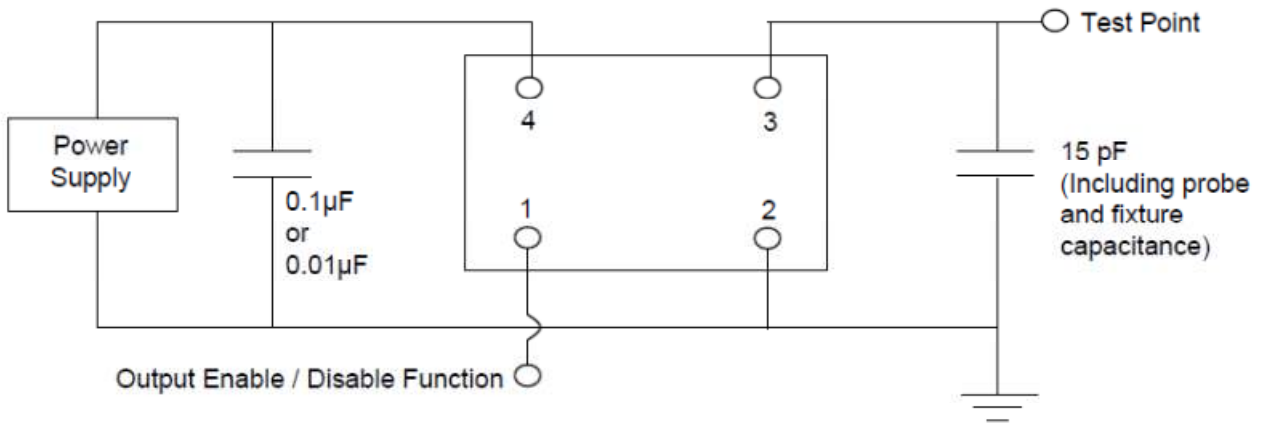 Test Point
Power
Supply
4
3
0.1µF
or
0.01µF
1
2
15 pF
(Including probe
and fixture
capacitance)
Output Enable / Disable Function